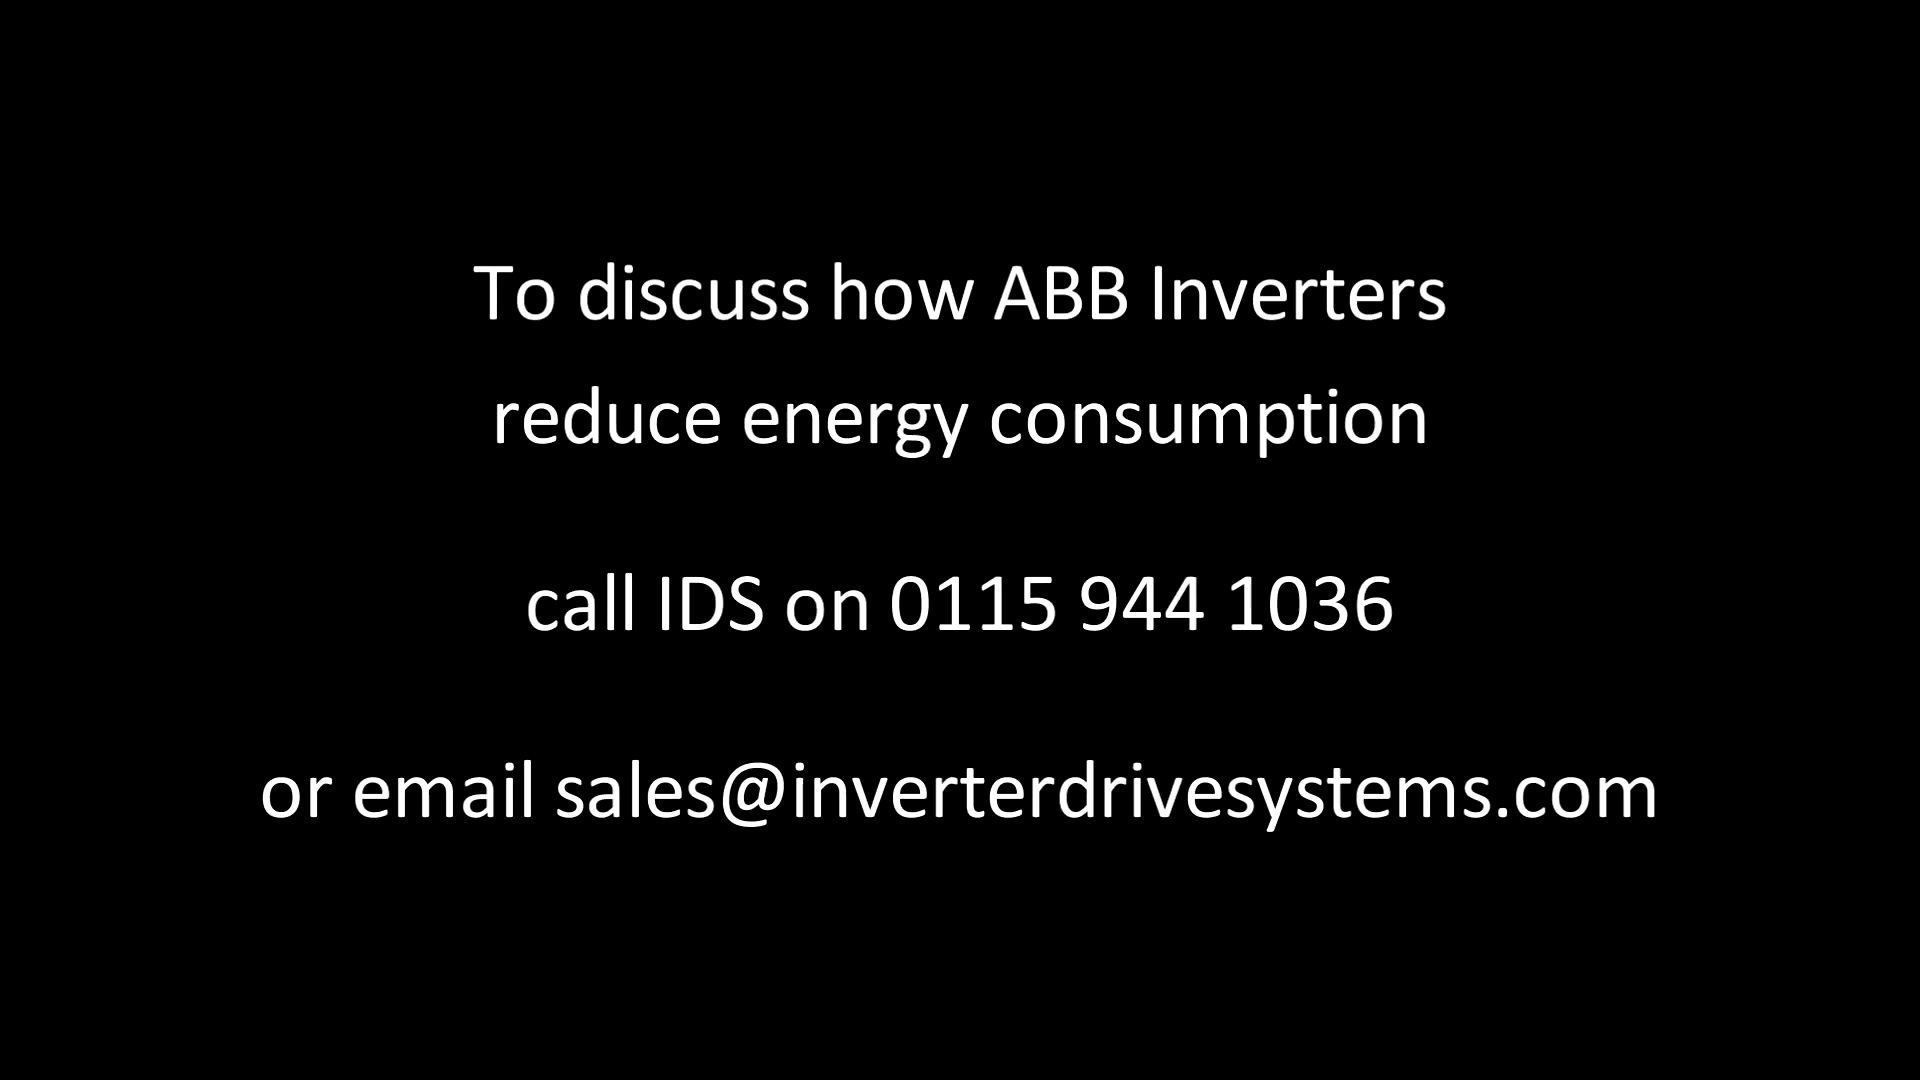 To discuss how ABB Inverters
reduce energy consumption
call IDS on 0115 944 1036
or email sales@inverterdrivesystems.com